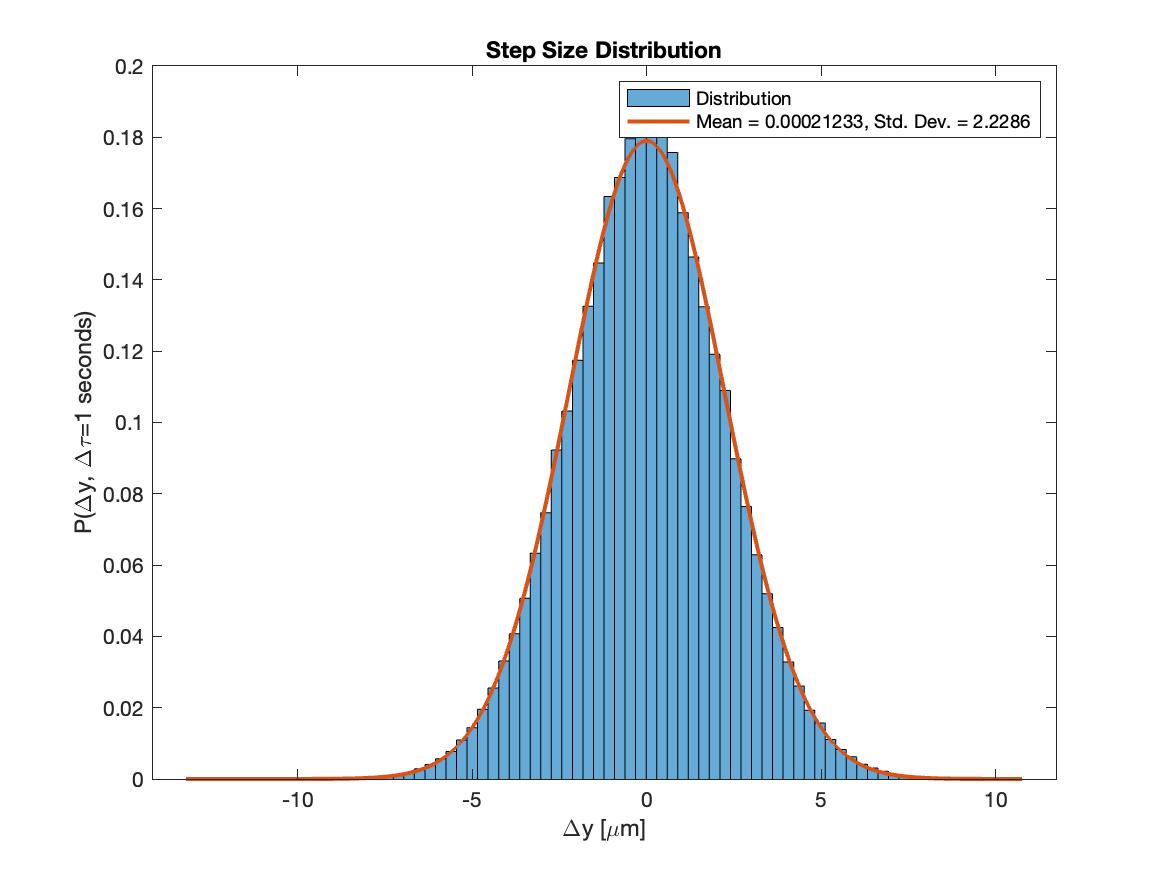 Step Size Distribution
Distribution
Mean = 0.00021233, Std. Dev. = 2.2286
P(Δy, Δτ=1 seconds)
0.2
0.18
0.16
0.14
0.12
0.1
0.08
0.06
0.04
0.02
0
-10 -5 0 5 10
Δy [μm]